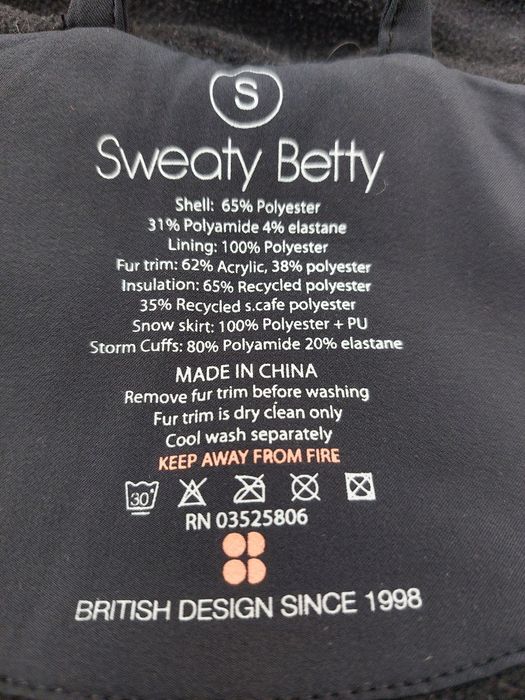 S
Sweaty Betty
Shell: 65% Polyester
31% Polyamide 4% elastane
Lining: 100% Polyester
Fur trim: 62% Acrylic, 38% polyester
Insulation: 65% Recycled polyester
35% Recycled s.cafe polyester
Snow skirt: 100% Polyester + PU
Storm Cuffs: 80% Polyamide 20% elastane
MADE IN CHINA
Remove fur trim before washing
Fur trim is dry clean only
Cool wash separately
KEEP AWAY FROM FIRE
30°
RN 03525806
BRITISH DESIGN SINCE 1998